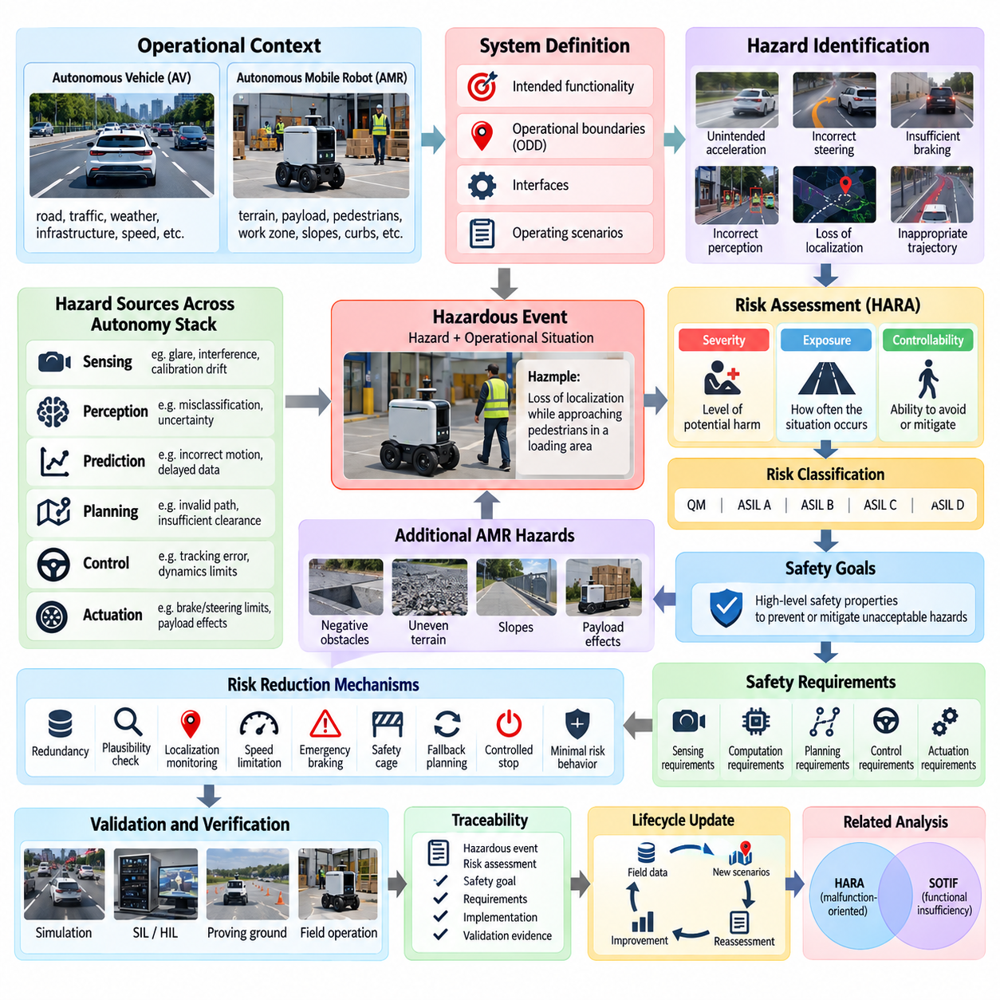 Operational Context
Autonomous Vehicle (AV)
road, traffic, weather,
infrastructure, speed, etc.
Autonomous Mobile Robot (AMR)
terrain, payload, pedestrians,
work zone, slopes, curbs, etc.
System Definition
Intended functionality
Operational boundaries
(ODD)
Interfaces
Operating scenarios
Hazard Identification
Unintended
acceleration
Incorrect
steering
Insufficient
braking
Incorrect
perception
Loss of
localization
Inappropriate
trajectory
Hazard Sources Across
Autonomy Stack
Sensing
eg. glare, interference,
calibration drift
Perception
e.g. misclassification,
uncertainty
Prediction
e.g. incorrect motion,
delayed data
Planning
e.g. invalid path,
insufficient clearance
Control
e.g. tracking error,
dynamics limits
Actuation
e.g. brake/steering limits,
payload effects
Hazardous Event
Hazard + Operational Situation
Hazmple:
Loss of localization
while approaching
pedestrians in a
loading area
Risk Assessment (HARA)
Severity
Level of
potential harm
Exposure
How often the
situation occurs
Controllability
Ability to avoid
or mitigate
Risk Classification
QM | ASIL A | ASIL B | ASIL C | ASIL D
Additional AMR Hazards
Negative
obstacles
Uneven
terrain
Slopes
Payload
effects
Safety Goals
High-level safety properties
to prevent or mitigate unacceptable hazards
Risk Reduction Mechanisms
Redundancy
Plausibility
check
Localization
monitoring
Speed
limitation
Emergency
braking
Safety
cage
Fallback
planning
Controlled
stop
Minimal risk
behavior
Safety Requirements
Sensing
requirements
Computation
requirements
Planning
requirements
Control
requirements
Actuation
requirements
Validation and Verification
Simulation
SIL / HIL
Proving ground
Field operation
Traceability
Hazardous event
Risk assessment
Safety goal
Requirements
Implementation
Validation evidence
Lifecycle Update
Field data
New scenarios
Improvement
Reassessment
Related Analysis
HARA
(malfunction-
oriented)
SOTIF
(functional
insufficiency)